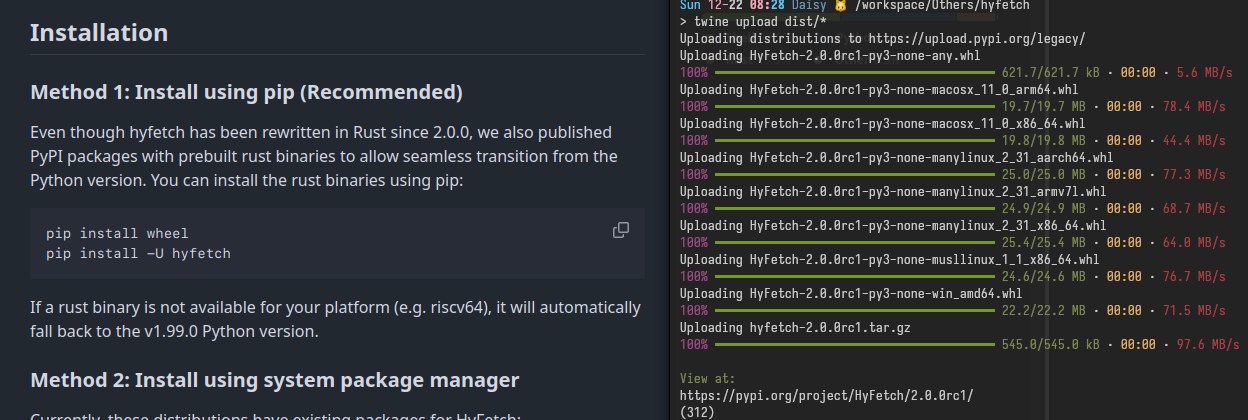 Installation
Method 1: Install using pip (Recommended)
Even though hyfetch has been rewritten in Rust since 2.0.0, we also published
PyPI packages with prebuilt rust binaries to allow seamless transition from the
Python version. You can install the rust binaries using pip:
pip install wheel
pip install -U hyfetch
If a rust binary is not available for your platform (e.g. riscv64), it will automatically
fall back to the v1.99.0 Python version.
Method 2: Install using system package manager
Currently, these distributions have existing packages for HyFetch:
Sun 12-22 08:28 Daisy 🐱 /workspace/Others/hyfetch
> twine upload dist/*
Uploading distributions to https://upload.pypi.org/legacy/
Uploading HyFetch-2.0.0rc1-py3-none-any.whl
100% 621.7/621.7 kB • 00:00 • 5.6 MB/s
Uploading HyFetch-2.0.0rc1-py3-none-macosx_11_0_arm64.whl
100% 19.7/19.7 MB • 00:00 • 78.4 MB/s
Uploading HyFetch-2.0.0rc1-py3-none-macosx_11_0_x86_64.whl
100% 19.8/19.8 MB • 00:00 • 44.4 MB/s
Uploading HyFetch-2.0.0rc1-py3-none-manylinux_2_31_aarch64.whl
100% 25.0/25.0 MB • 00:00 • 77.3 MB/s
Uploading HyFetch-2.0.0rc1-py3-none-manylinux_2_31_armv7l.whl
100% 24.9/24.9 MB • 00:00 • 68.7 MB/s
Uploading HyFetch-2.0.0rc1-py3-none-manylinux_2_31_x86_64.whl
100% 25.4/25.4 MB • 00:00 • 64.0 MB/s
Uploading HyFetch-2.0.0rc1-py3-none-musllinux_1_1_x86_64.whl
100% 24.6/24.6 MB • 00:00 • 76.7 MB/s
Uploading HyFetch-2.0.0rc1-py3-none-win_amd64.whl
100% 22.2/22.2 MB • 00:00 • 71.5 MB/s
Uploading hyfetch-2.0.0rc1.tar.gz
100% 545.0/545.0 kB • 00:00 • 97.6 MB/s
View at:
https://pypi.org/project/HyFetch/2.0.0rc1/
(312)